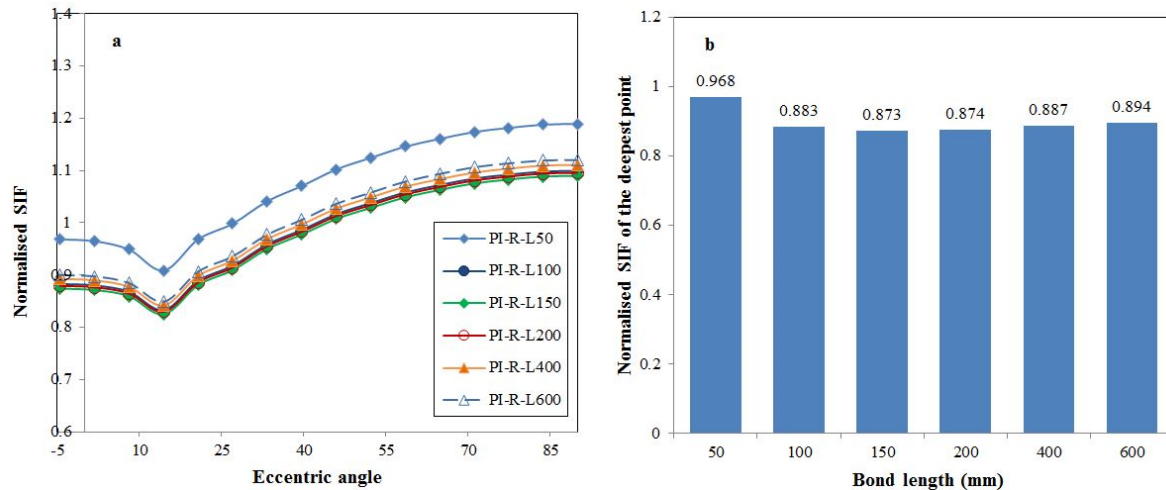 1.4
1.3
1.2
1.1
1
0.9
0.8
0.7
0.6
Normalised SIF
a
PI-R-L50
PI-R-L100
PI-R-L150
PI-R-L200
PI-R-L400
PI-R-L600
-5 10 25 40 55 70 85
Eccentric angle
1.2
1
0.8
0.6
0.4
0.2
0
Normalised SIF of the deepest point
b
0.968 0.883 0.873 0.874 0.887 0.894
50 100 150 200 400 600
Bond length (mm)